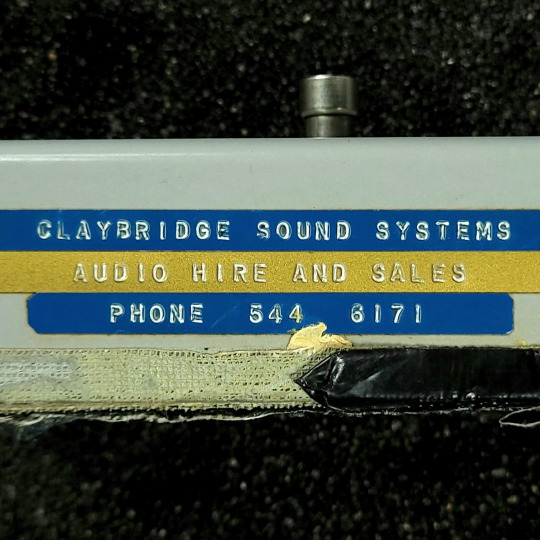 CLAYBRIDGE SOUND SYSTEMS
AUDIO HIRE AND SALES
PHONE 544 6171